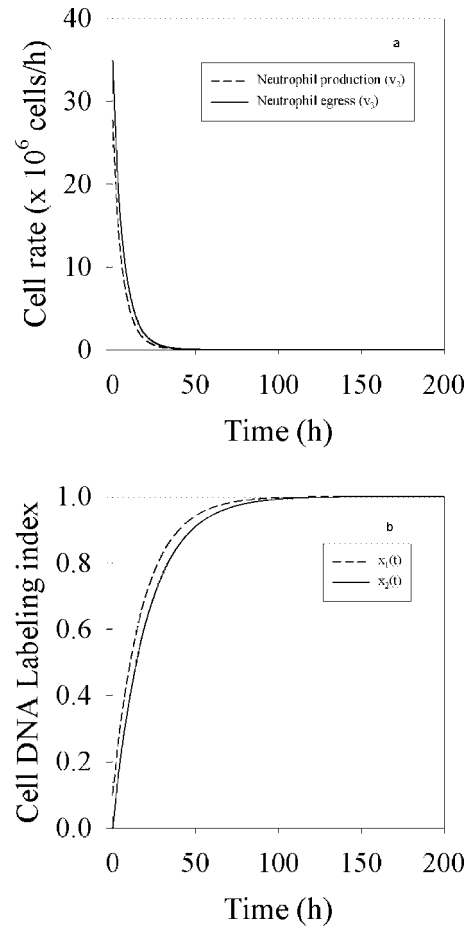 40
a
Neutrophil production (v2)
Neutrophil egress (v3)
30
20
10
0
Cell rate (x 10^6 cells/h)
0 50 100 150 200
Time (h)
1.0
b
x1(t)
x2(t)
0.8
0.6
0.4
0.2
0.0
Cell DNA Labeling index
0 50 100 150 200
Time (h)